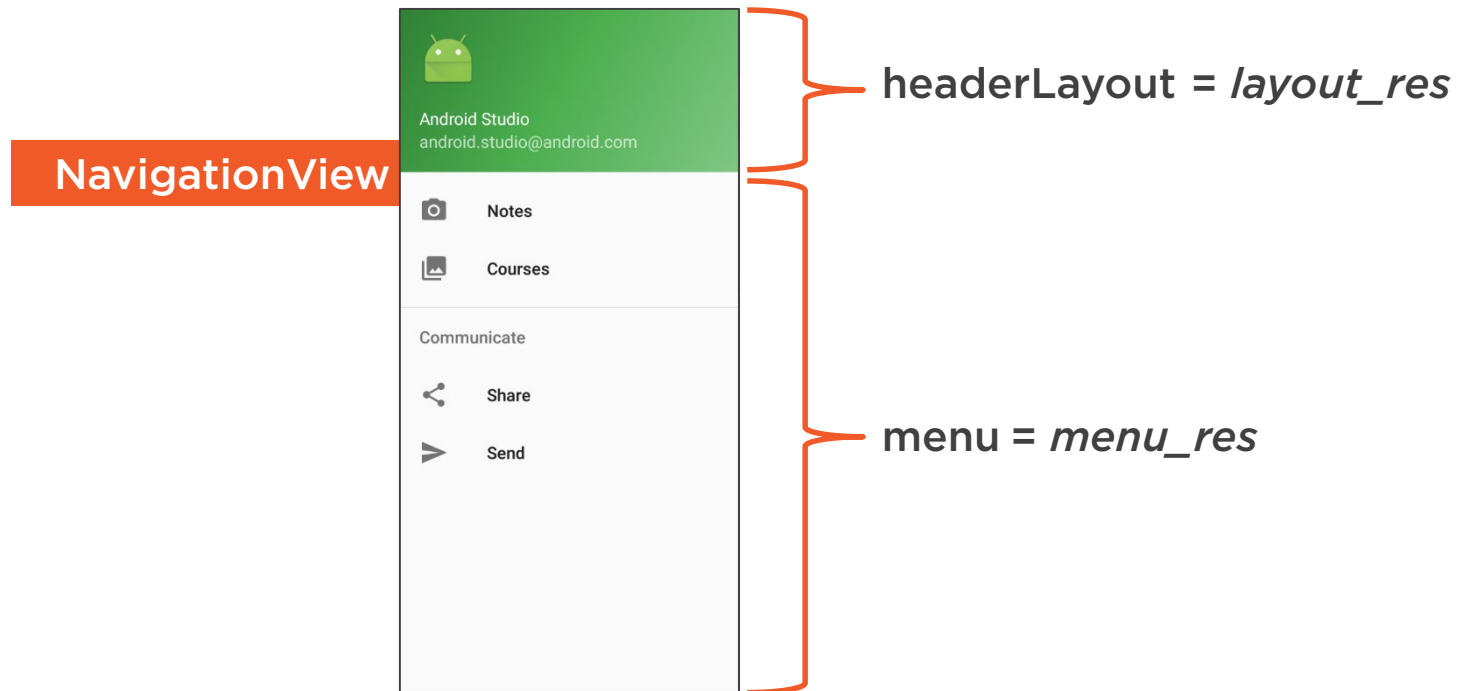 NavigationView
Android Studio
android.studio@android.com
Notes
Courses
Communicate
Share
Send
headerLayout = layout_res
menu = menu_res